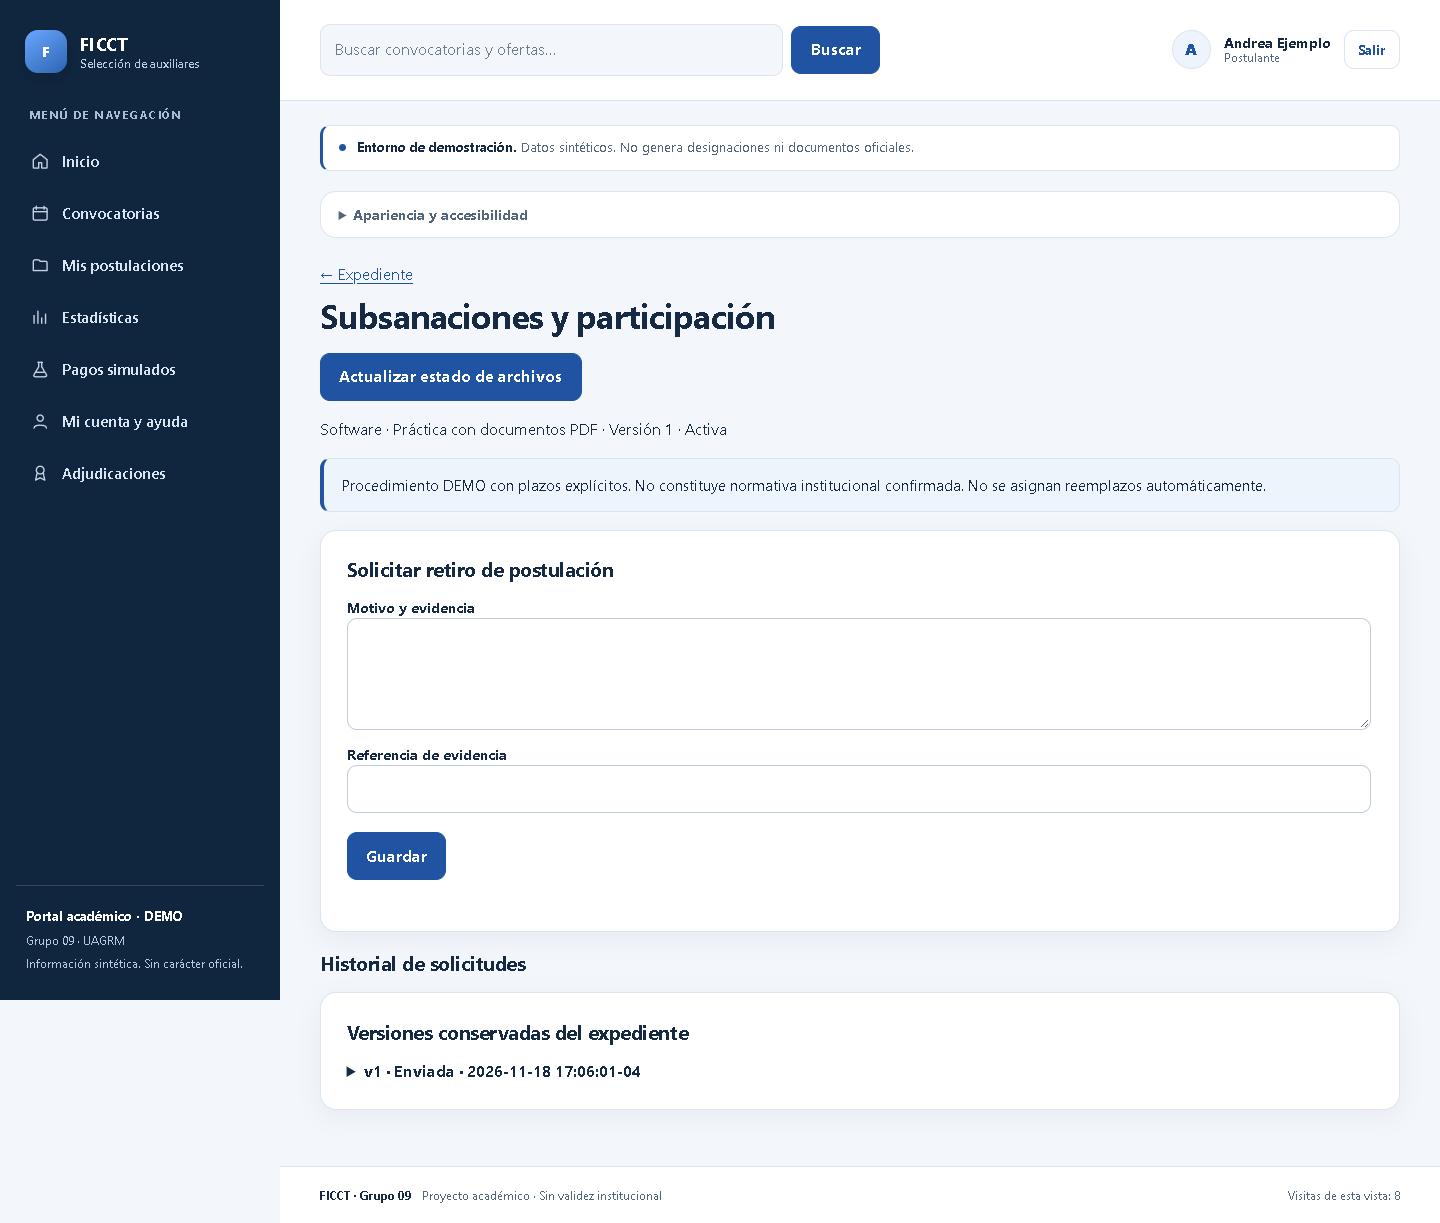 F
FICCT
Selección de auxiliares
MENÚ DE NAVEGACIÓN
Inicio
Convocatorias
Mis postulaciones
Estadísticas
Pagos simulados
Mi cuenta y ayuda
Adjudicaciones
Portal académico · DEMO
Grupo 09 · UAGRM
Información sintética. Sin carácter oficial.
Buscar convocatorias y ofertas...
Buscar
A
Andrea Ejemplo
Postulante
Salir
Entorno de demostración. Datos sintéticos. No genera designaciones ni documentos oficiales.
Apariencia y accesibilidad
← Expediente
Subsanaciones y participación
Actualizar estado de archivos
Software · Práctica con documentos PDF · Versión 1 · Activa
Procedimiento DEMO con plazos explícitos. No constituye normativa institucional confirmada. No se asignan reemplazos automáticamente.
Solicitar retiro de postulación
Motivo y evidencia
Referencia de evidencia
Guardar
Historial de solicitudes
Versiones conservadas del expediente
v1 · Enviada · 2026-11-18 17:06:01-04
FICCT · Grupo 09 Proyecto académico · Sin validez institucional
Visitas de esta vista: 8